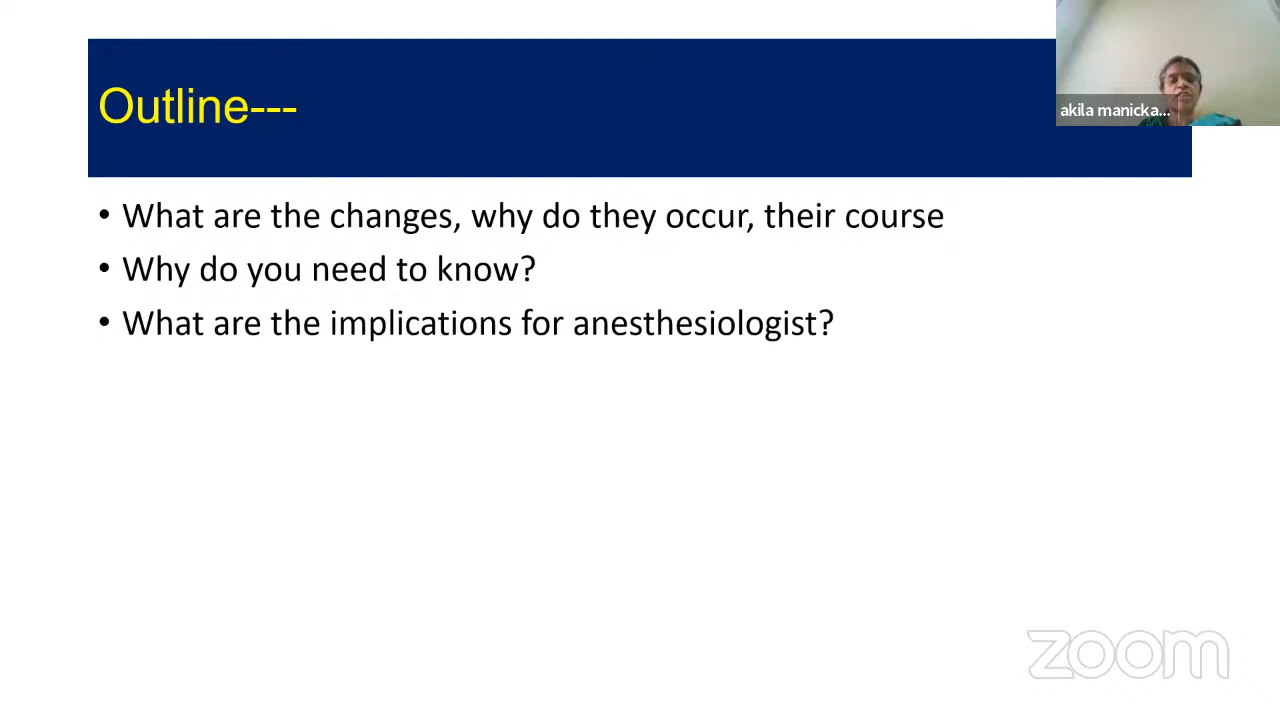 Outline---
akila manicka...
• What are the changes, why do they occur, their course
• Why do you need to know?
• What are the implications for anesthesiologist?
zoom